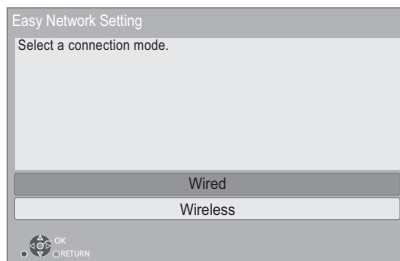 Easy Network Setting
Select a connection mode.
Wired
Wireless
OK
RETURN